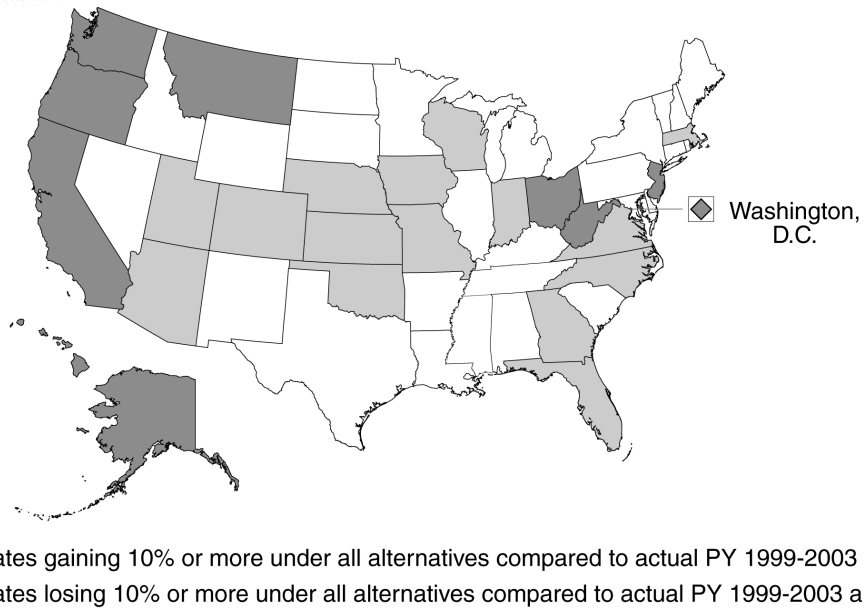 Washington,
D.C.
ates gaining 10% or more under all alternatives compared to actual PY 1999-2003
ates losing 10% or more under all alternatives compared to actual PY 1999-2003 a